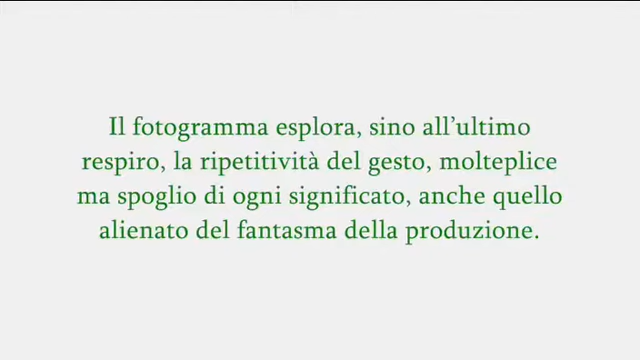 Il fotogramma esplora, sino all’ultimo
respiro, la ripetitività del gesto, molteplice
ma spoglio di ogni significato, anche quello
alienato del fantasma della produzione.